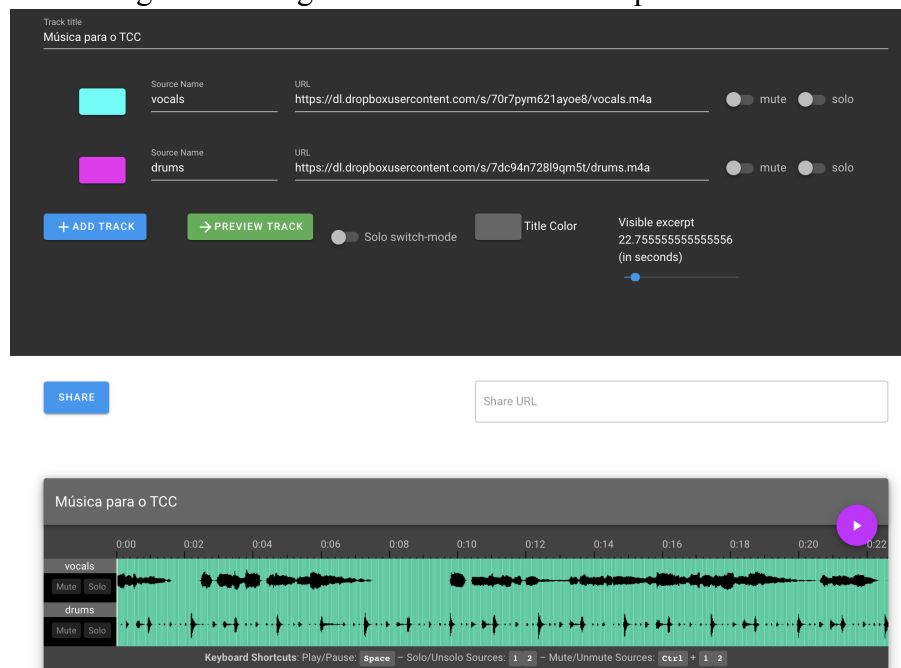 Track title
Música para o TCC
Source Name URL
vocals https://dl.dropboxusercontent.com/s/70r7pym621ayoe8/vocals.m4a mute solo
Source Name URL
drums https://dl.dropboxusercontent.com/s/7dc94n728l9qm5t/drums.m4a mute solo
+ ADD TRACK → PREVIEW TRACK Solo switch-mode Title Color Visible excerpt
22.755555555555556
(in seconds)
SHARE Share URL
Música para o TCC
0:00 0:02 0:04 0:06 0:08 0:10 0:12 0:14 0:16 0:18 0:20 0:22
vocals
Mute Solo
drums
Mute Solo
Keyboard Shortcuts: Play/Pause: Space – Solo/Unsolo Sources: 1 2 – Mute/Unmute Sources: Ctrl + 1 2